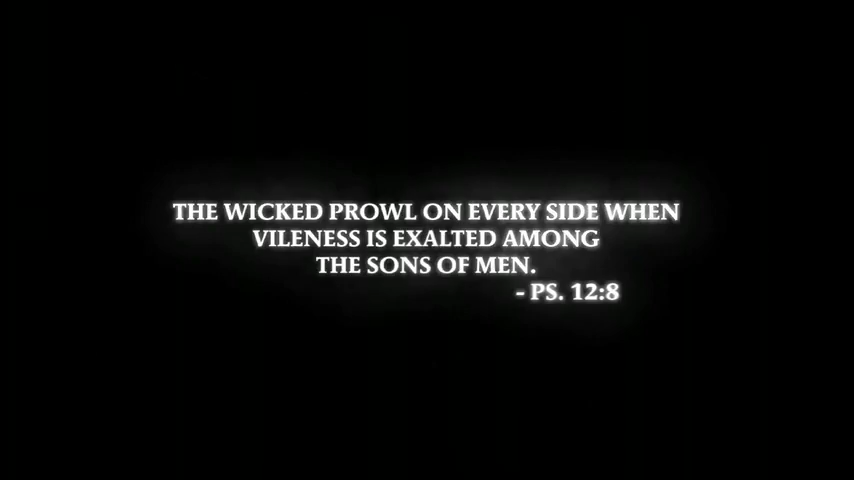 THE WICKED PROWL ON EVERY SIDE WHEN
VILENESS IS EXALTED AMONG
THE SONS OF MEN.
- PS. 12:8